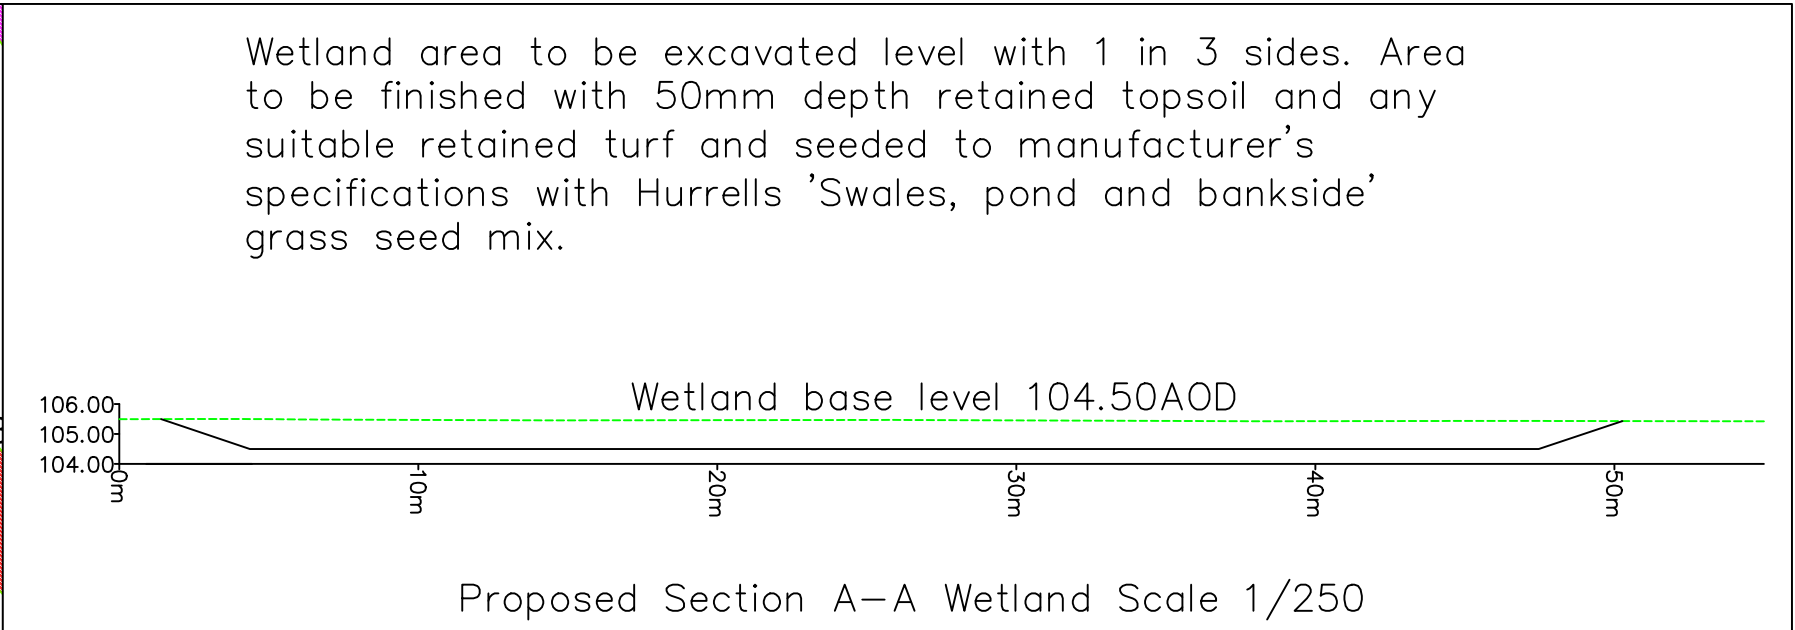 Wetland area to be excavated level with 1 in 3 sides. Area
to be finished with 50mm depth retained topsoil and any
suitable retained turf and seeded to manufacturer's
specifications with Hurrells 'Swales, pond and bankside'
grass seed mix.
Wetland base level 104.50AOD
106.00
105.00
104.00
0m
10m
20m
30m
40m
50m
Proposed Section A-A Wetland Scale 1/250